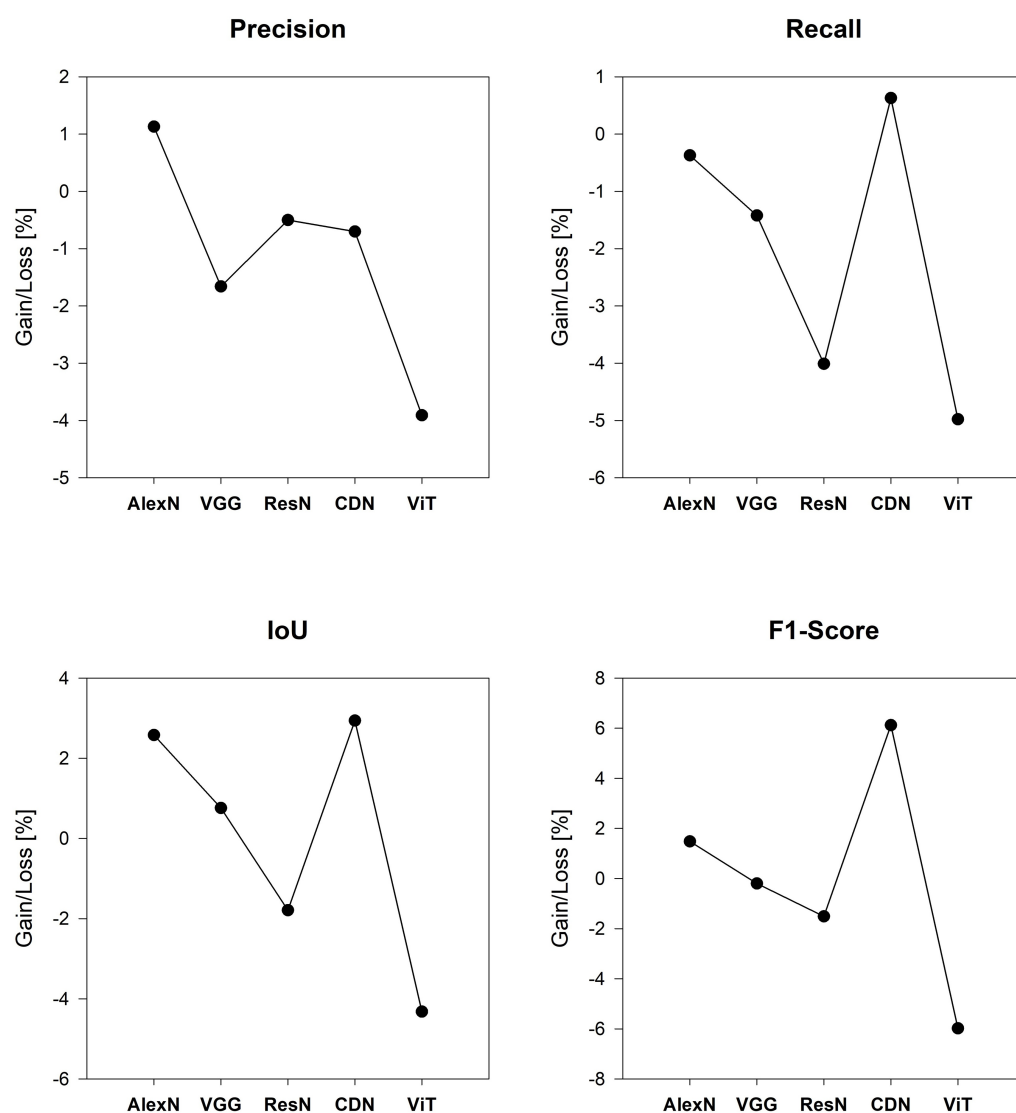 Precision
Gain/Loss [%]
2
1
0
-1
-2
-3
-4
-5
AlexN VGG ResN CDN ViT
Recall
Gain/Loss [%]
1
0
-1
-2
-3
-4
-5
-6
AlexN VGG ResN CDN ViT
IoU
Gain/Loss [%]
4
2
0
-2
-4
-6
AlexN VGG ResN CDN ViT
F1-Score
Gain/Loss [%]
8
6
4
2
0
-2
-4
-6
-8
AlexN VGG ResN CDN ViT